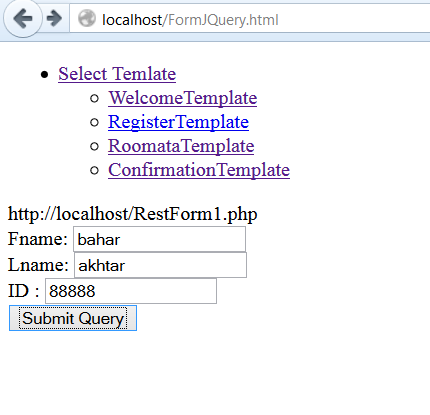 localhost/FormJQuery.html
Select Temlate
WelcomeTemplate
RegisterTemplate
RoomataTemplate
ConfirmationTemplate
http://localhost/RestForm1.php
Fname: bahar
Lname: akhtar
ID : 88888
Submit Query